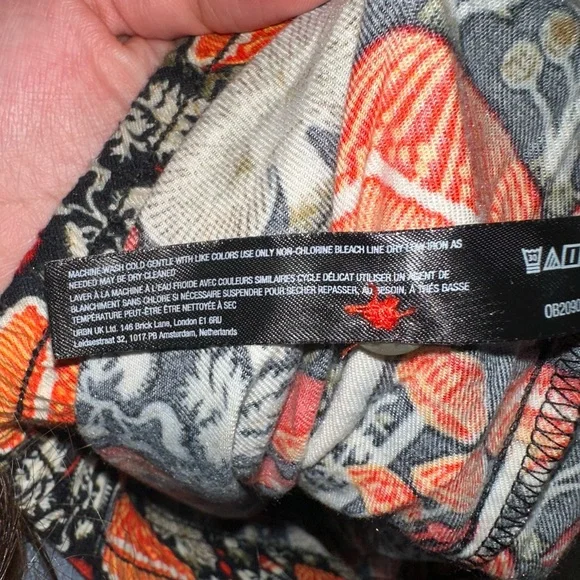 MACHINE WASH COLD GENTLE WITH LIKE COLORS USE ONLY NON-CHLORINE BLEACH LINE DRY LOW IRON AS
NEEDED MAY BE DRY CLEANED
LAVER À LA MACHINE À L'EAU FROIDE AVEC COULEURS SIMILAIRES CYCLE DÉLICAT UTILISER UN AGENT DE
BLANCHIMENT SANS CHLORE SI NÉCESSAIRE SUSPENDRE POUR SÉCHER REPASSER, AU BESOIN, À TRÈS BASSE
TEMPÉRATURE PEUT-ÊTRE ÊTRE NETTOYÉE À SEC
URBN UK Ltd. 146 Brick Lane, London E1 6RU
Leidsestraat 32, 1017 PB Amsterdam, Netherlands
OB2090